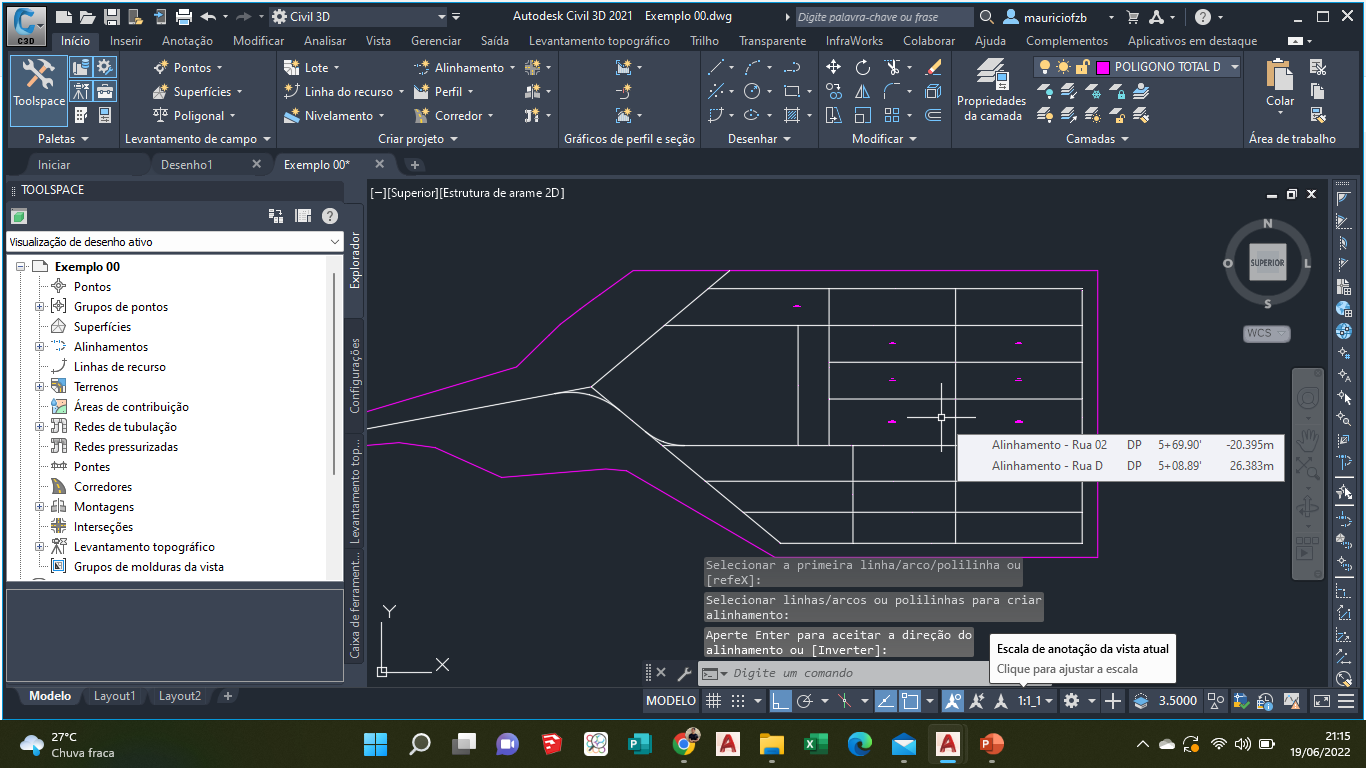 C3D
Civil 3D
Autodesk Civil 3D 2021 Exemplo 00.dwg
Digite palavra-chave ou frase
mauriciofzb
Início Inserir Anotação Modificar Analisar Vista Gerenciar Saída Levantamento topográfico Trilho Transparente InfraWorks Colaborar Ajuda Complementos Aplicativos em destaque
Toolspace
Pontos
Superfícies
Poligonal
Lote
Linha do recurso
Nivelamento
Alinhamento
Perfil
Corredor
Propriedades
da camada
POLIGONO TOTAL D
Colar
Paletas Levantamento de campo Criar projeto Gráficos de perfil e seção Desenhar Modificar Camadas Área de trabalho
Iniciar Desenho1 Exemplo 00*
TOOLSPACE
Visualização de desenho ativo
Exemplo 00
Pontos
Grupos de pontos
Superfícies
Alinhamentos
Linhas de recurso
Terrenos
Áreas de contribuição
Redes de tubulação
Redes pressurizadas
Pontes
Corredores
Montagens
Interseções
Levantamento topográfico
Grupos de molduras da vista
Explorador
Configurações
Levantamento top...
Caixa de ferrament...
[−][Superior][Estrutura de arame 2D]
N
O SUPERIOR L
S
WCS
Alinhamento - Rua 02 DP 5+69.90' -20.395m
Alinhamento - Rua D DP 5+08.89' 26.383m
Y
X
Selecionar a primeira linha/arco/polilinha ou
[refeX]:
Selecionar linhas/arcos ou polilinhas para criar
alinhamento:
Aperte Enter para aceitar a direção do
alinhamento ou [Inverter]:
Digite um comando
Escala de anotação da vista atual
Clique para ajustar a escala
Modelo Layout1 Layout2
MODELO
1:1_1
3.5000
27°C
Chuva fraca
21:15
19/06/2022